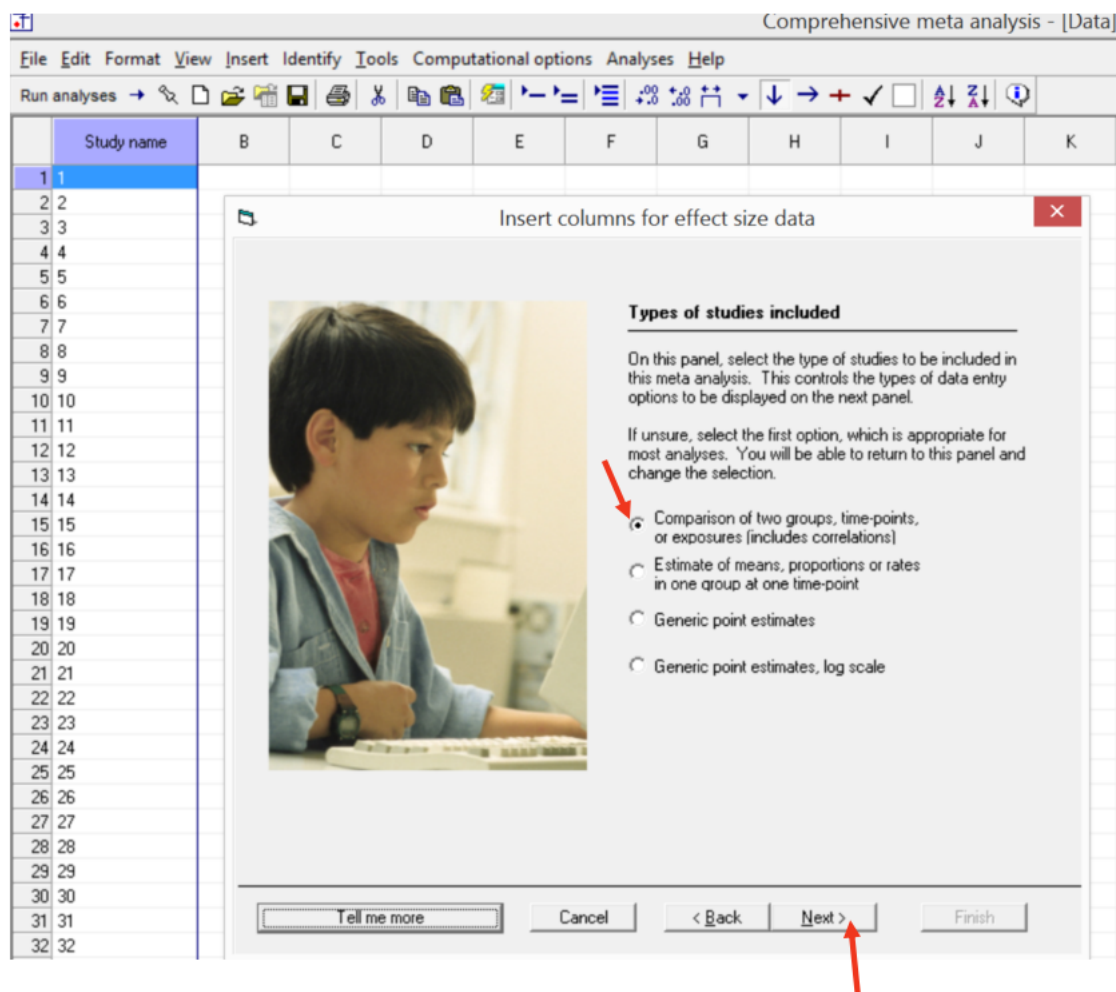 Comprehensive meta analysis - [Data]
File Edit Format View Insert Identify Tools Computational options Analyses Help
Run analyses
Study name B C D E F G H I J K
1 1
2 2
3 3
4 4
5 5
6 6
7 7
8 8
9 9
10 10
11 11
12 12
13 13
14 14
15 15
16 16
17 17
18 18
19 19
20 20
21 21
22 22
23 23
24 24
25 25
26 26
27 27
28 28
29 29
30 30
31 31
32 32
Insert columns for effect size data
Types of studies included
On this panel, select the type of studies to be included in
this meta analysis. This controls the types of data entry
options to be displayed on the next panel.
If unsure, select the first option, which is appropriate for
most analyses. You will be able to return to this panel and
change the selection.
Comparison of two groups, time-points,
or exposures (includes correlations)
Estimate of means, proportions or rates
in one group at one time-point
Generic point estimates
Generic point estimates, log scale
Tell me more Cancel < Back Next > Finish